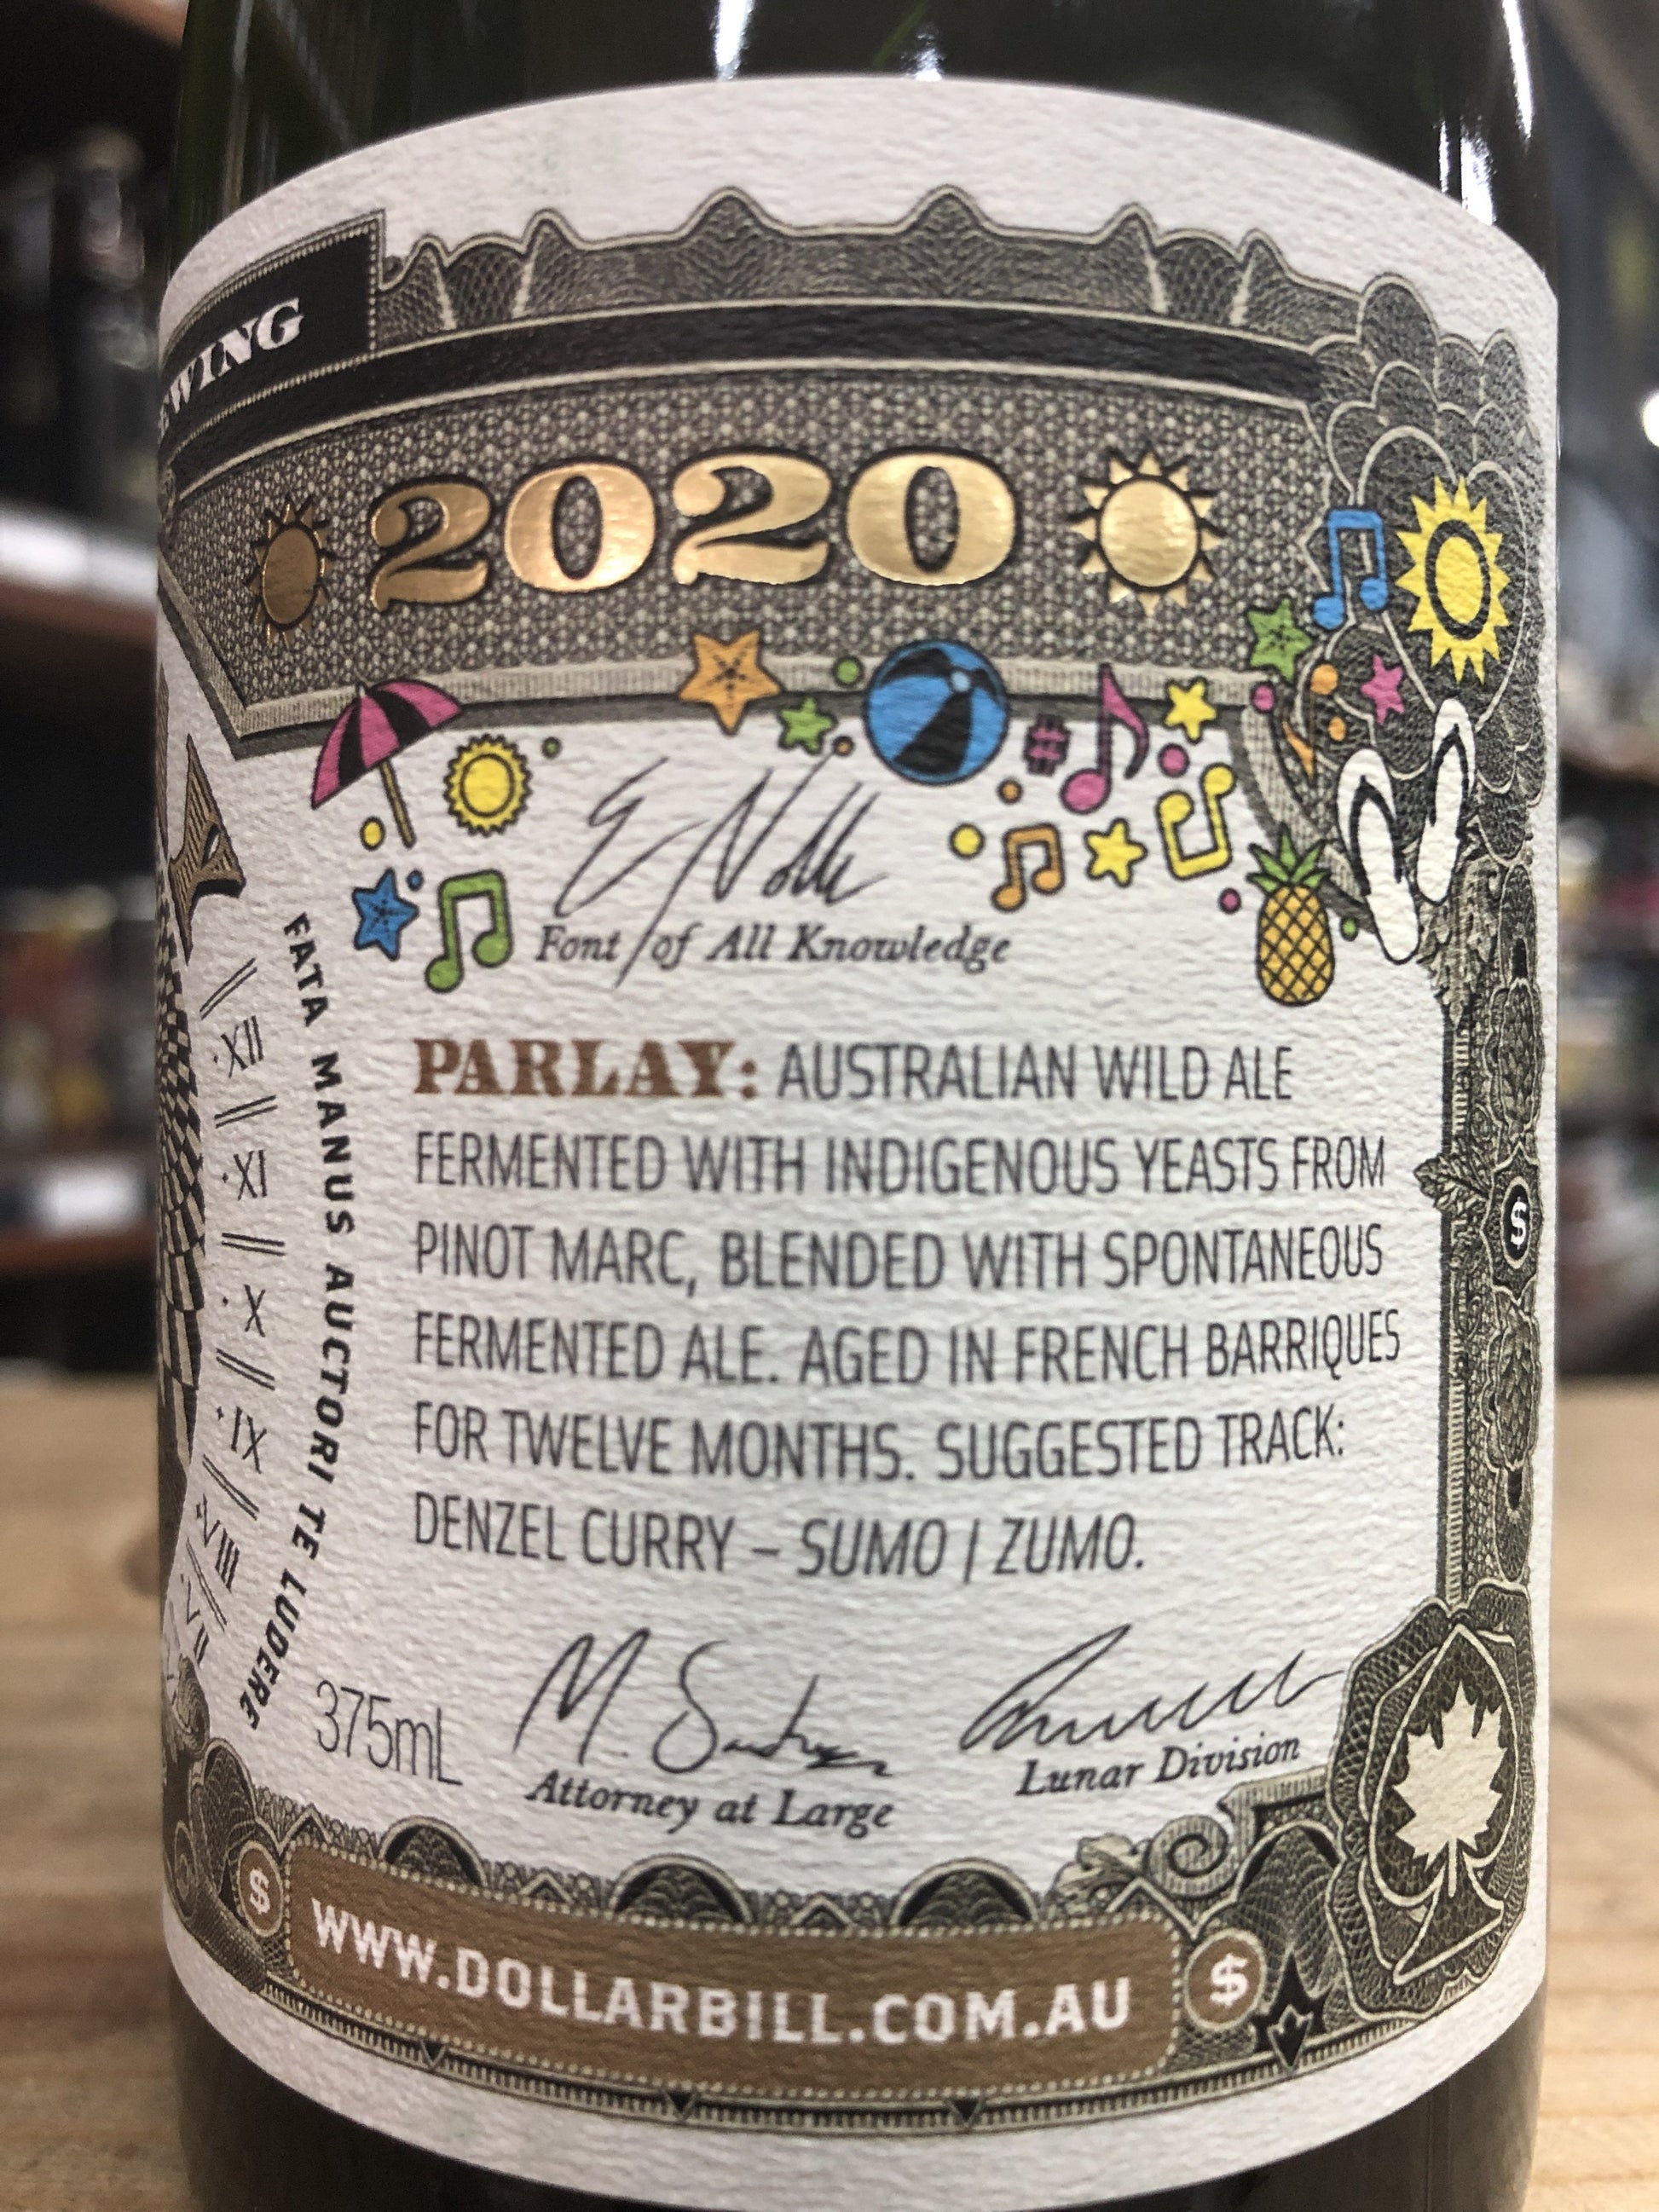 WING
2020
Font of All Knowledge
PARLAY: AUSTRALIAN WILD ALE
FERMENTED WITH INDIGENOUS YEASTS FROM
PINOT MARC, BLENDED WITH SPONTANEOUS
FERMENTED ALE. AGED IN FRENCH BARRIQUES
FOR TWELVE MONTHS. SUGGESTED TRACK:
DENZEL CURRY – SUMO | ZUMO.
FATA MANUS AUCTORI TE LUDERE
XII
XI
X
IX
VIII
375mL
Attorney at Large
Lunar Division
$
$
$
WWW.DOLLARBILL.COM.AU